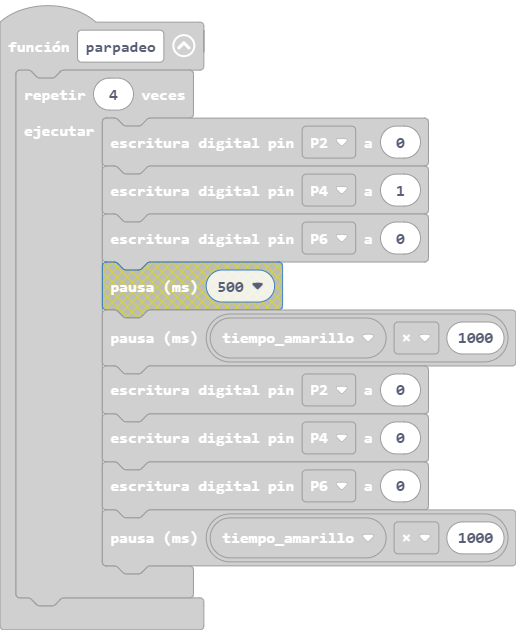 función parpadeo
repetir 4 veces
ejecutar
escritura digital pin P2 a 0
escritura digital pin P4 a 1
escritura digital pin P6 a 0
pausa (ms) 500
pausa (ms) tiempo_amarillo × 1000
escritura digital pin P2 a 0
escritura digital pin P4 a 0
escritura digital pin P6 a 0
pausa (ms) tiempo_amarillo × 1000